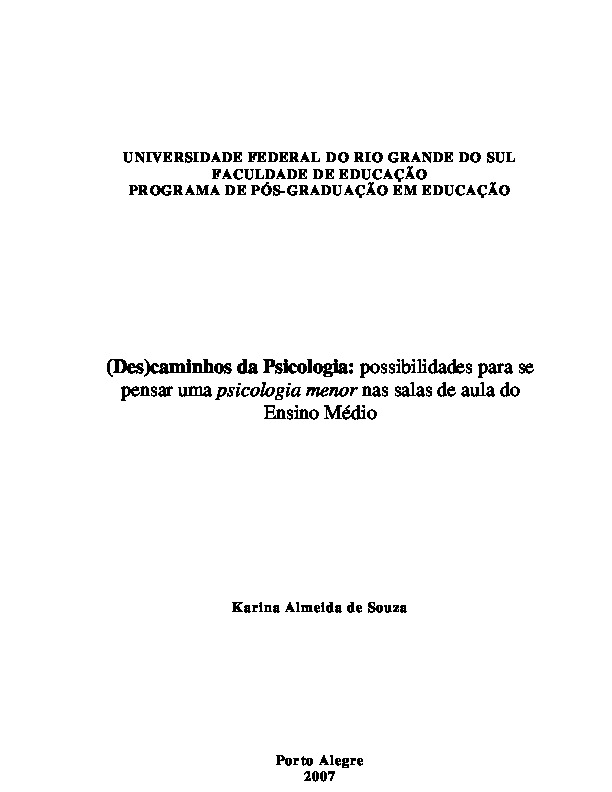 UNIVERSIDADE FEDERAL DO RIO GRANDE DO SUL
FACULDADE DE EDUCAÇÃO
PROGRAMA DE PÓS-GRADUAÇÃO EM EDUCAÇÃO
(Des)caminhos da Psicologia: possibilidades para se
pensar uma psicologia menor nas salas de aula do
Ensino Médio
Karina Almeida de Souza
Porto Alegre
2007